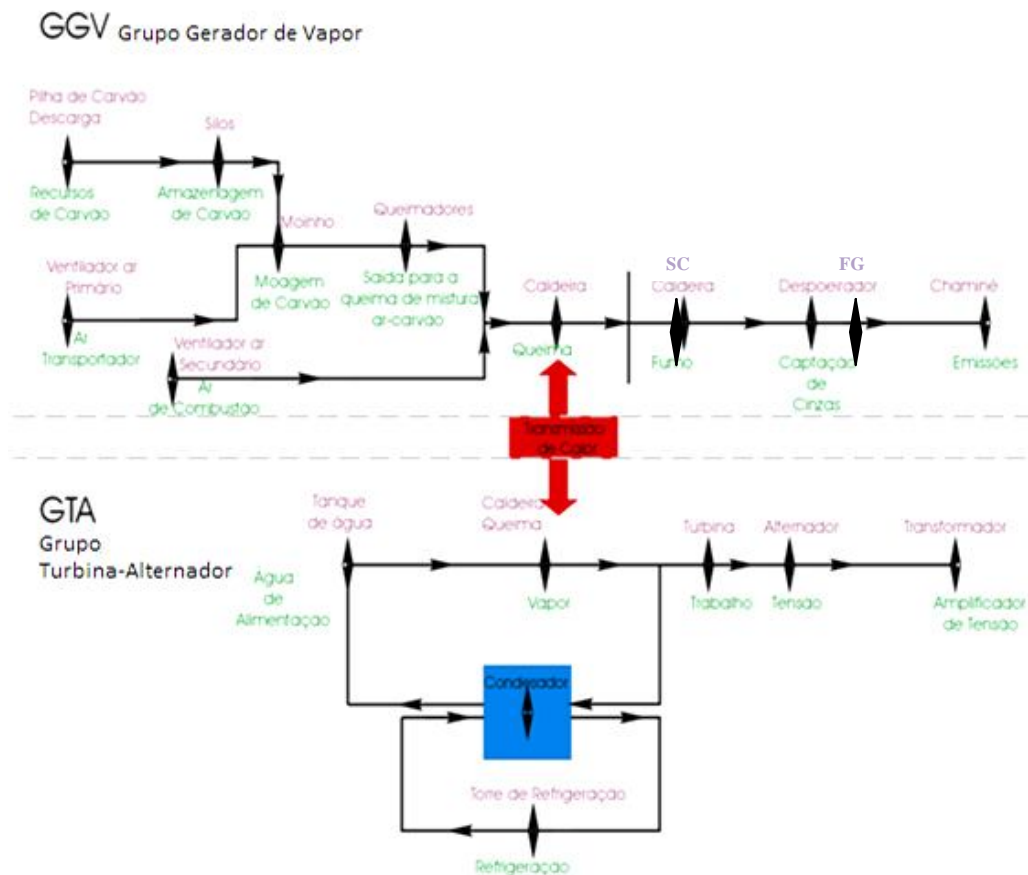 GGV Grupo Gerador de Vapor
Pilha de Carvão
Descarga
Silos
Recursos
de Carvão
Amazenagem
de Carvão
Moinho
Queimadores
Ventilador ar
Primário
Moagem
de Carvão
Saída para a
queima de mistura
ar-carvão
Caldeira
SC
Caldeira
FG
Despoerador
Chaminé
Ar
Transportador
Ventilador ar
Secundário
Queima
Fumo
Captação
de
Cinzas
Emissões
Ar
de Combustão
Transmissão
de Calor
GTA
Grupo
Turbina-Alternador
Tanque
de água
Caldeira
Queima
Turbina
Alternador
Transformador
Água
de
Alimentação
Vapor
Trabalho
Tensão
Amplificador
de Tensão
Condesador
Torre de Refrigeração
Refrigeração